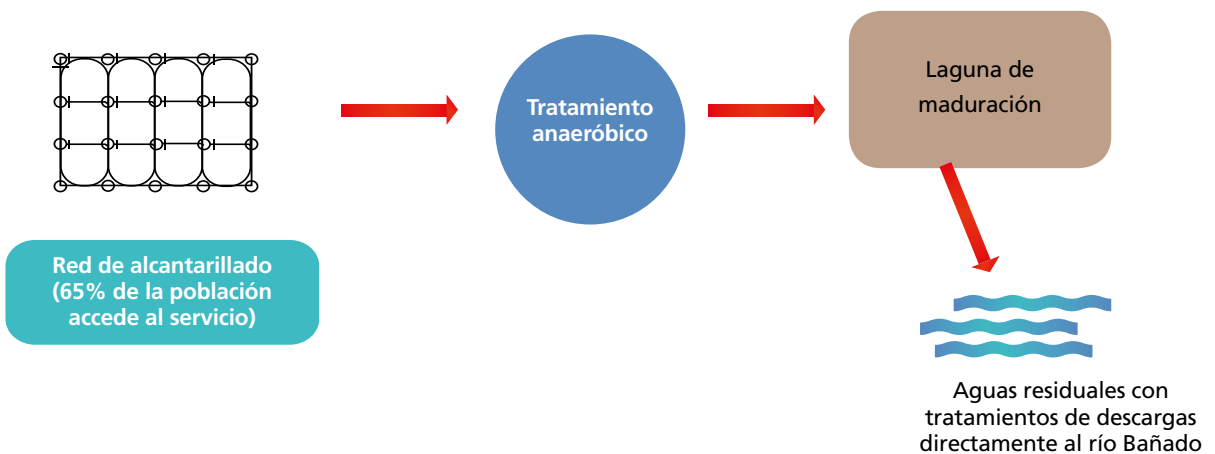 Red de alcantarillado
(65% de la población
accede al servicio)
Tratamiento
anaeróbico
Laguna de
maduración
Aguas residuales con
tratamientos de descargas
directamente al río Bañado